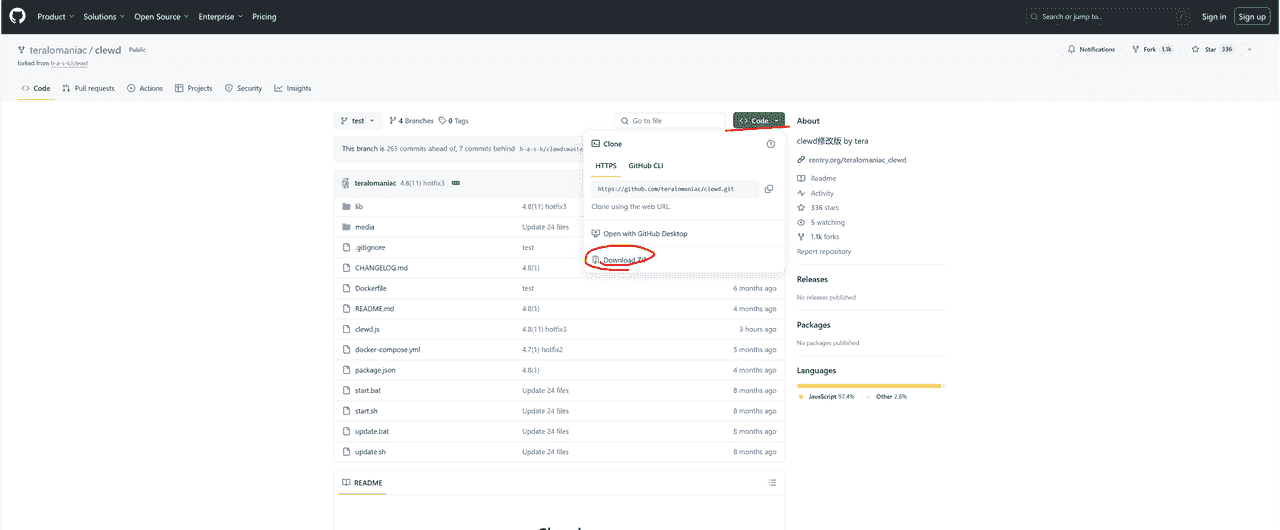 Product Solutions Open Source Enterprise Pricing Search or jump to... / Sign in Sign up
teralomaniac / clewd Public Notifications Fork 1.1k Star 336
forked from h-a-s-k/clewd
Code Pull requests Actions Projects Security Insights
test 4 Branches 0 Tags Go to file Code
This branch is 265 commits ahead of, 7 commits behind
teralomaniac 4.8(11) hotfix3
lib 4.8(11) hotfix3
media Update 24 files
.gitignore test
CHANGELOG.md 4.8(1)
Dockerfile test 6 months ago
README.md 4.8(1) 4 months ago
clewd.js 4.8(11) hotfix3 3 hours ago
docker-compose.yml 4.7(1) hotfix2 5 months ago
package.json 4.8(1) 4 months ago
start.bat Update 24 files 8 months ago
start.sh Update 24 files 8 months ago
update.bat Update 24 files 8 months ago
update.sh Update 24 files 8 months ago
README
Clone
HTTPS GitHub CLI
https://github.com/teralomaniac/clewd.git
Clone using the web URL.
Open with GitHub Desktop
Download ZIP
About
clewd修改版 by tera
rentry.org/teralomaniac_clewd
Readme
Activity
336 stars
5 watching
1.1k forks
Report repository
Releases
No releases published
Packages
No packages published
Languages
JavaScript 97.4% Other 2.6%